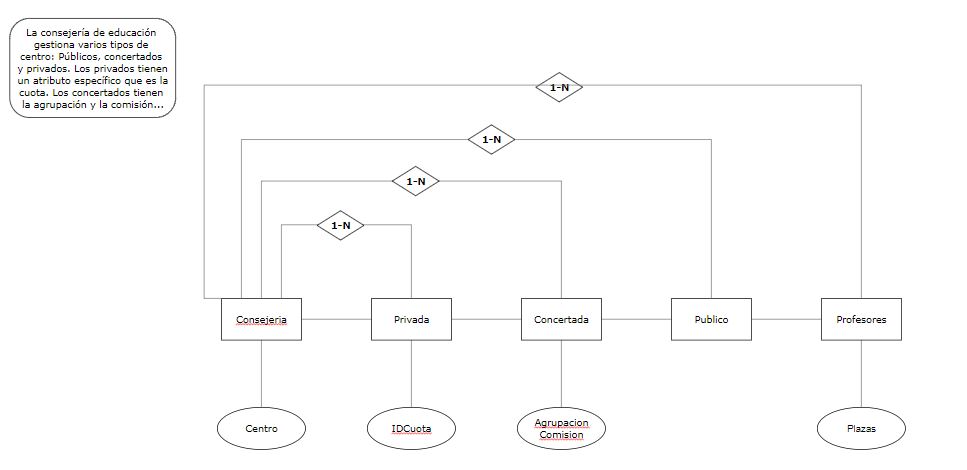 La consejería de educación
gestiona varios tipos de
centro: Públicos, concertados
y privados. Los privados tienen
un atributo específico que es la
cuota. Los concertados tienen
la agrupación y la comisión...
1-N
1-N
1-N
1-N
Consejeria
Privada
Concertada
Publico
Profesores
Centro
IDCuota
Agrupacion
Comision
Plazas